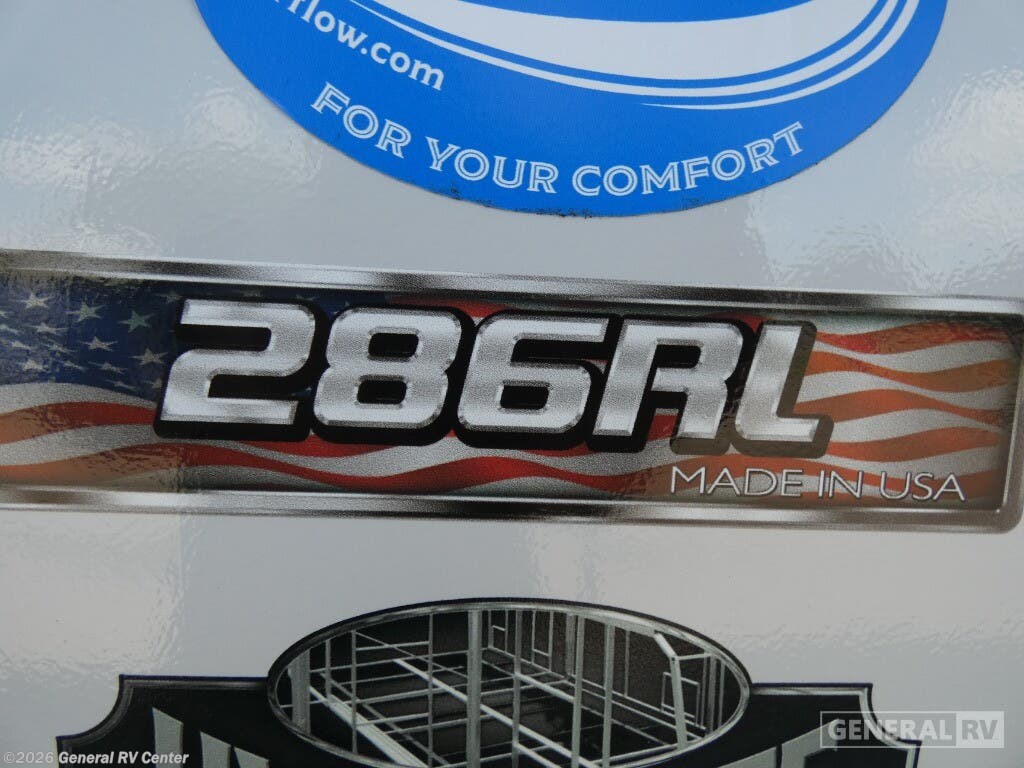 flow.com
FOR YOUR COMFORT
286RL
MADE IN USA
GENERAL RV
©2026 General RV Center